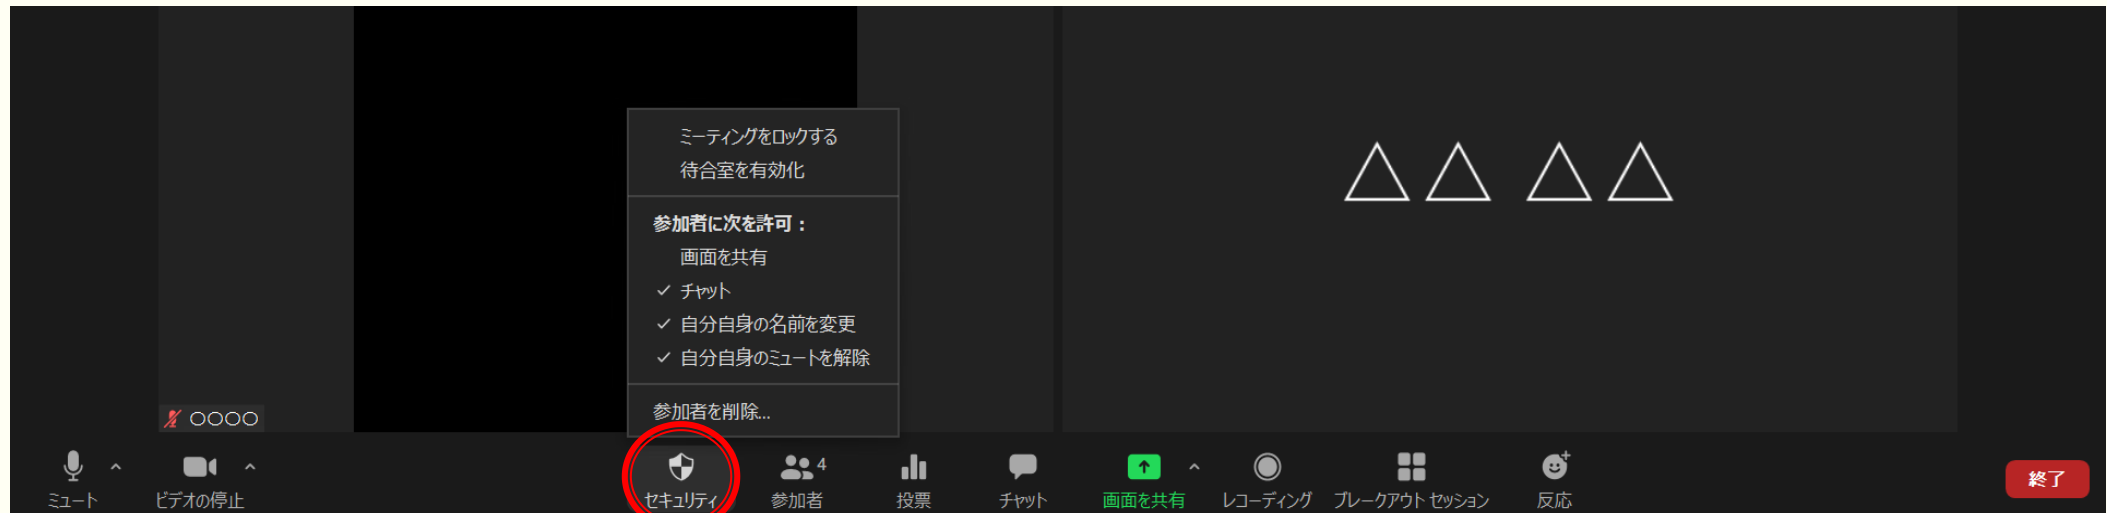 ミーティングをロックする
待合室を有効化
参加者に次を許可：
画面を共有
✓ チャット
✓ 自分自身の名前を変更
✓ 自分自身のミュートを解除
参加者を削除...
△△ △△
○○○○
ミュート
ビデオの停止
セキュリティ
参加者
4
投票
チャット
画面を共有
レコーディング
ブレークアウト セッション
反応
終了